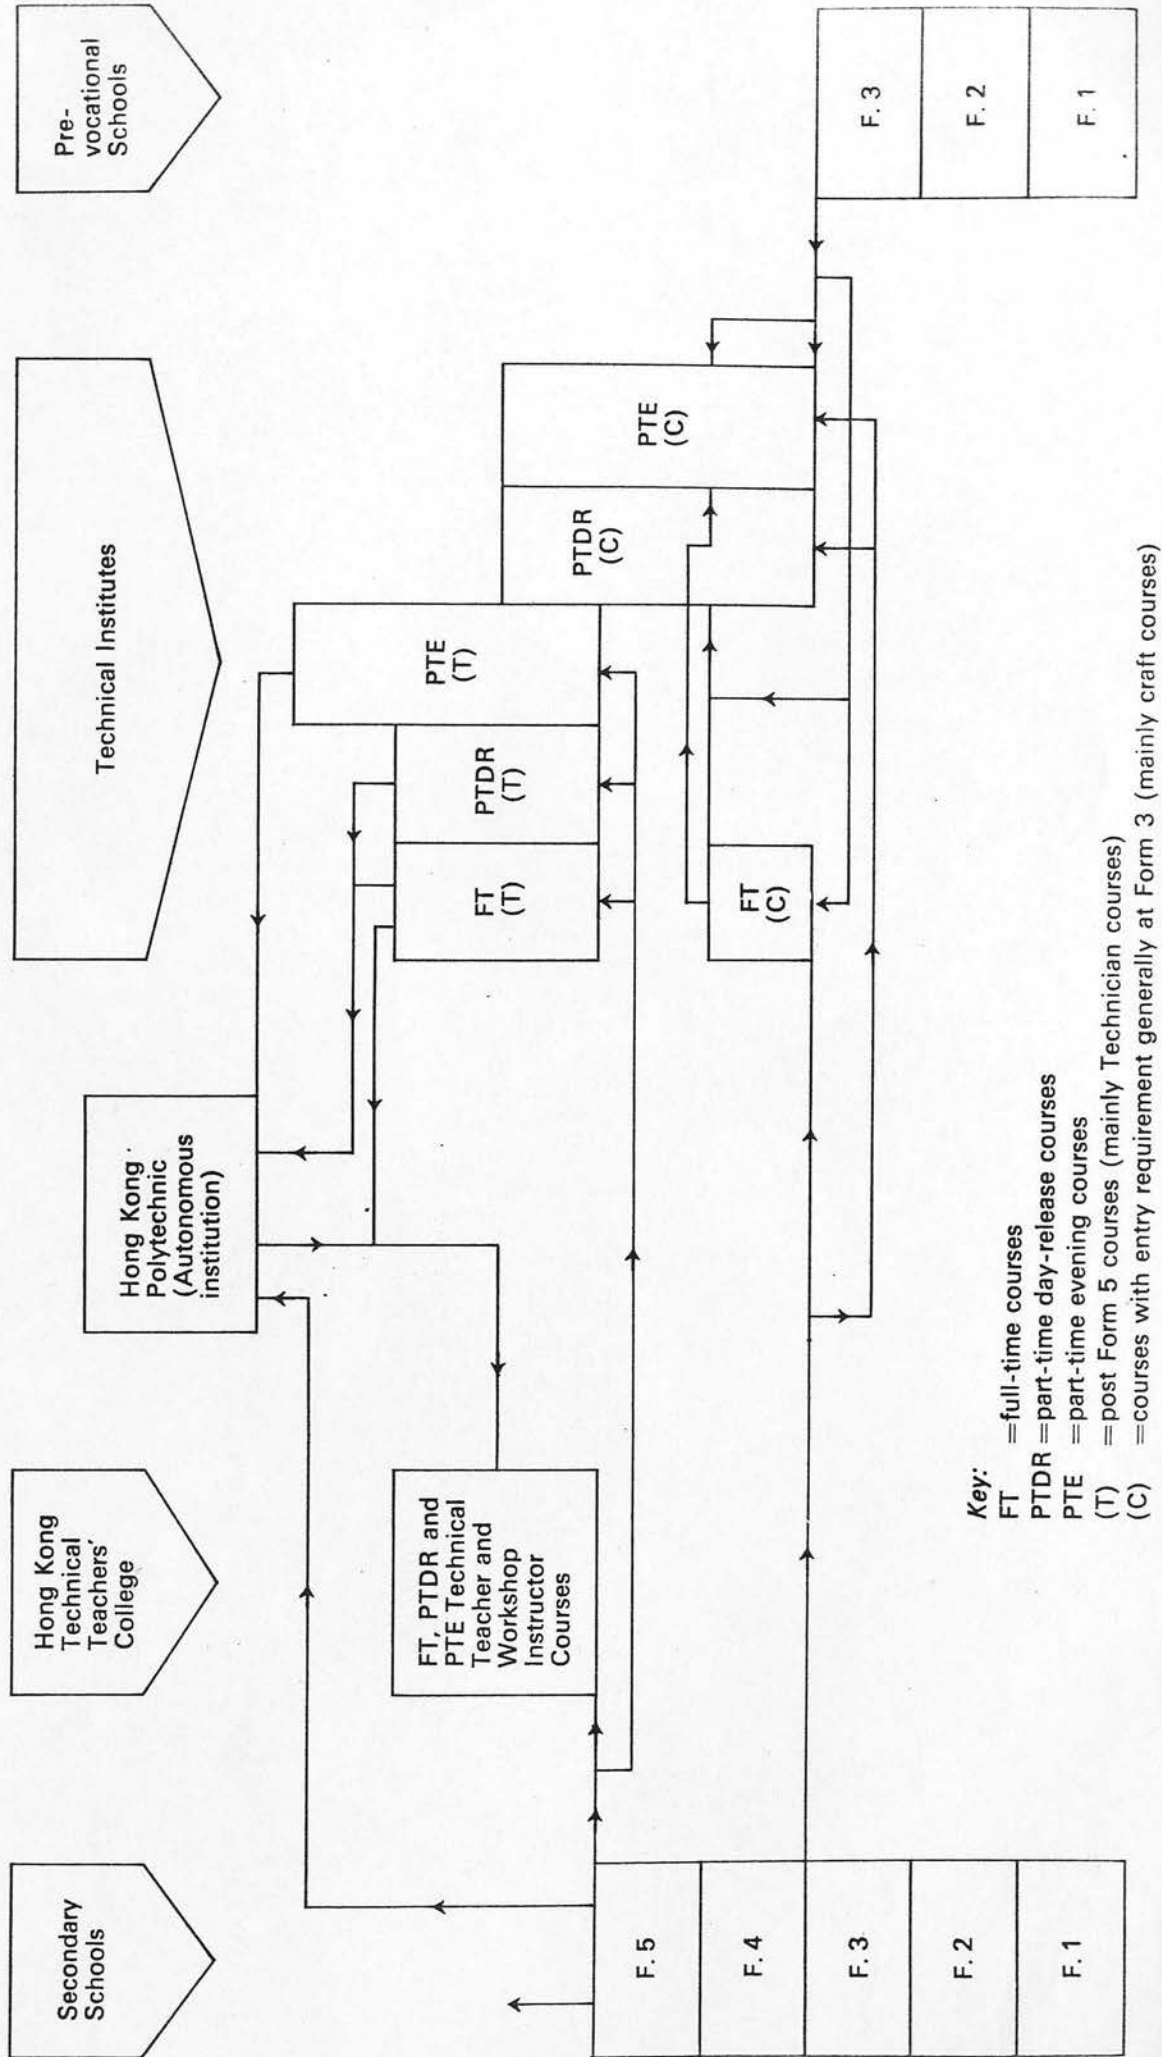 Secondary
Schools
Hong Kong
Technical
Teachers'
College
Hong Kong
Polytechnic
(Autonomous
institution)
Technical Institutes
Pre-
vocational
Schools
FT, PTDR and
PTE Technical
Teacher and
Workshop
Instructor
Courses
FT
(T)
PTDR
(T)
PTE
(T)
PTDR
(C)
PTE
(C)
FT
(C)
F. 5
F. 4
F. 3
F. 2
F. 1
F. 3
F. 2
F. 1
Key:
FT =full-time courses
PTDR =part-time day-release courses
PTE =part-time evening courses
(T) =post Form 5 courses (mainly Technician courses)
(C) =courses with entry requirement generally at Form 3 (mainly craft courses)